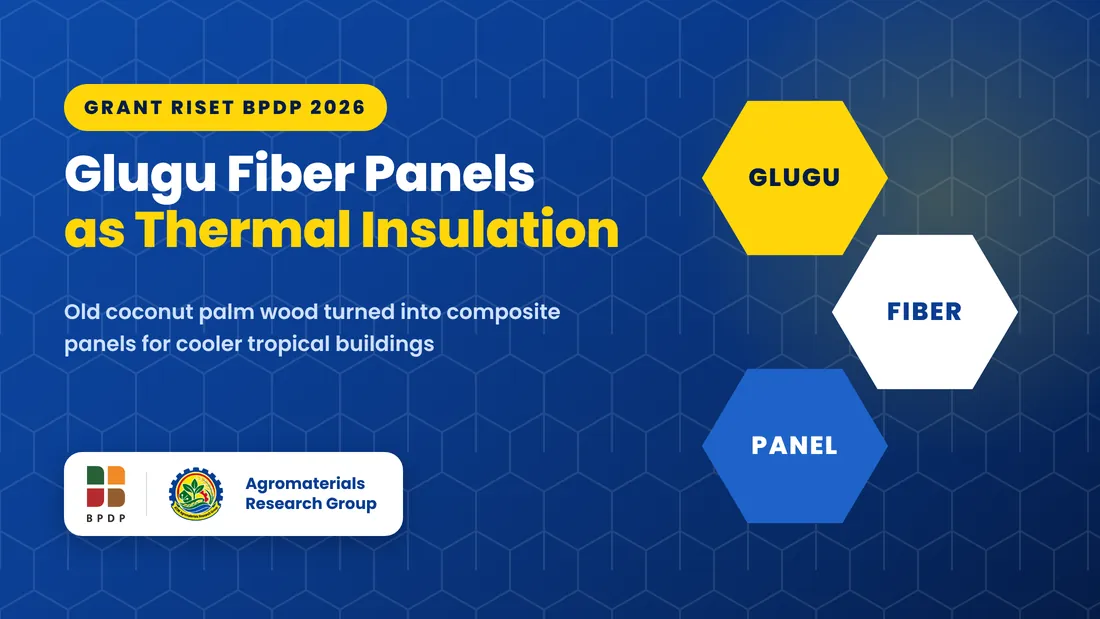 GRANT RISET BPDP 2026
Glugu Fiber Panels
as Thermal Insulation
Old coconut palm wood turned into composite
panels for cooler tropical buildings
BPDP
Agromaterials
Research Group
GLUGU
FIBER
PANEL